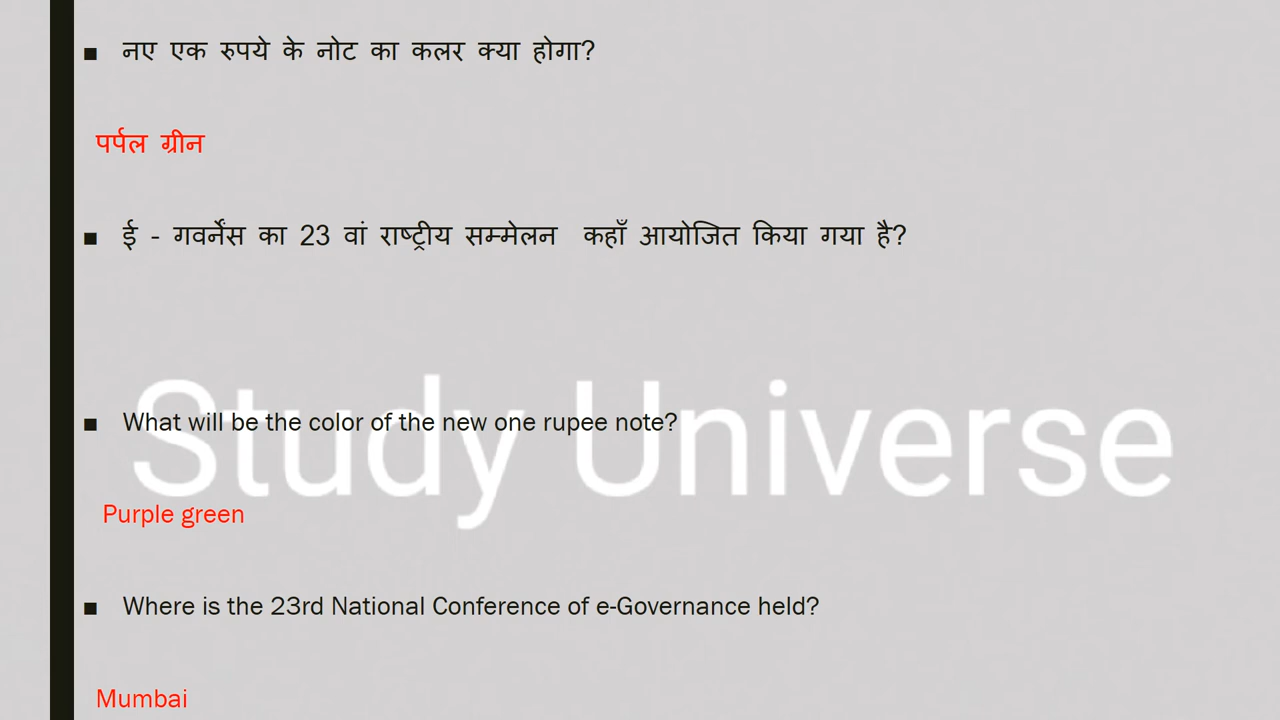 नए एक रुपये के नोट का कलर क्या होगा?
पर्पल ग्रीन
ई - गवर्नेंस का 23 वां राष्ट्रीय सम्मेलन कहाँ आयोजित किया गया है?
Study Universe
What will be the color of the new one rupee note?
Purple green
Where is the 23rd National Conference of e-Governance held?
Mumbai